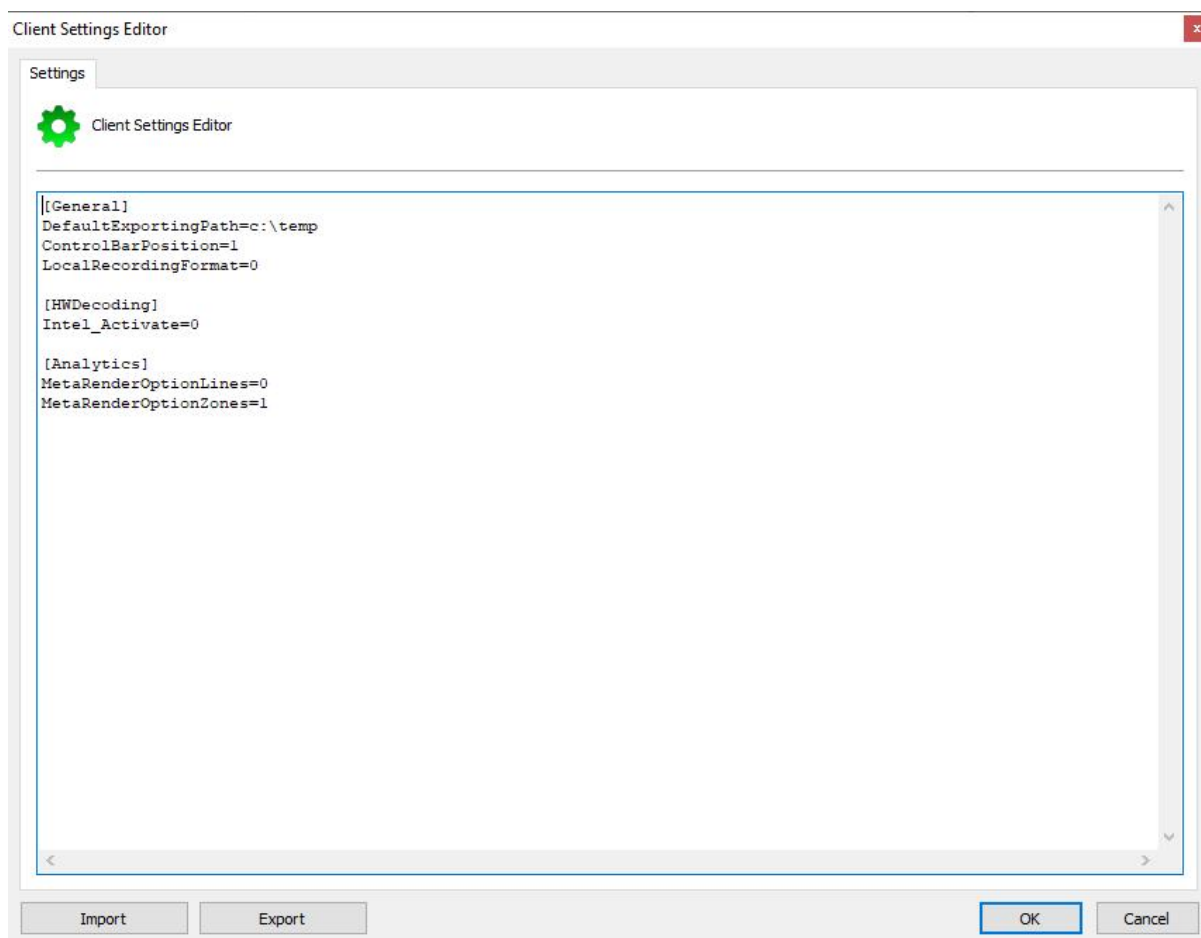 Client Settings Editor
x
Settings
Client Settings Editor
[General]
DefaultExportingPath=c:\temp
ControlBarPosition=1
LocalRecordingFormat=0
[HWDecoding]
Intel_Activate=0
[Analytics]
MetaRenderOptionLines=0
MetaRenderOptionZones=1
Import Export OK Cancel